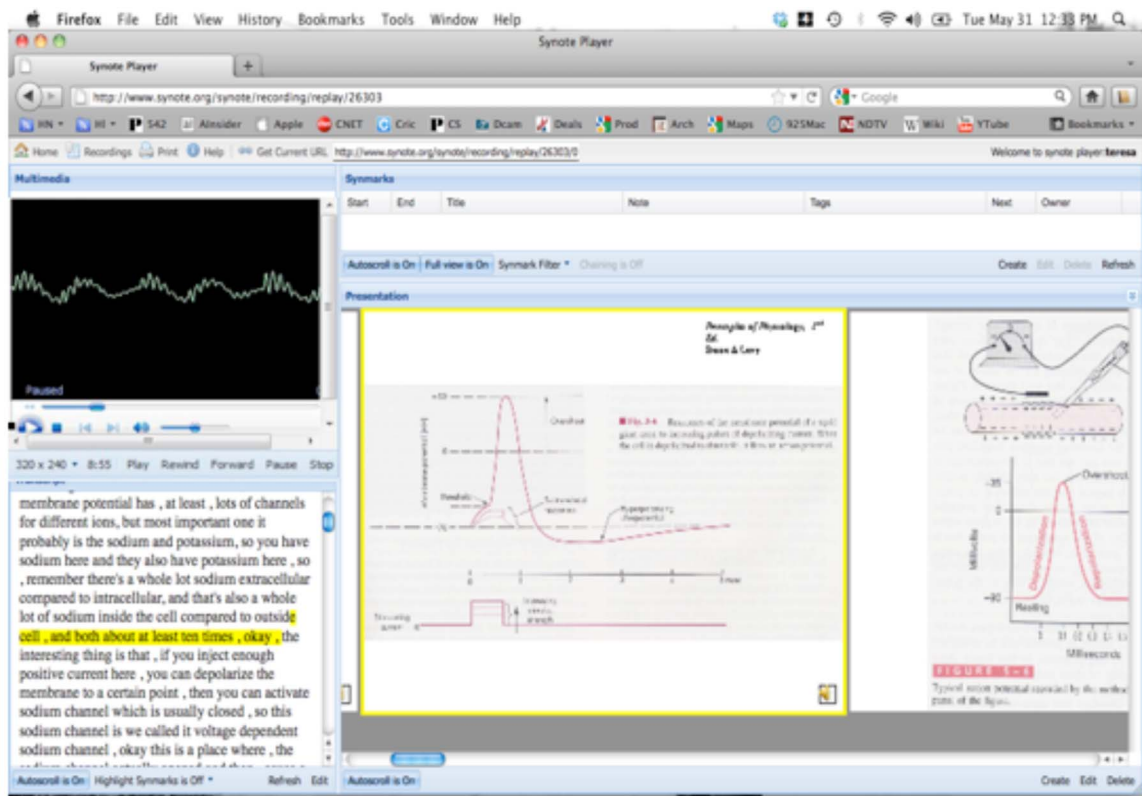 Firefox File Edit View History Bookmarks Tools Window Help
Tue May 31 12:33 PM
Synote Player
Synote Player
http://www.synote.org/synote/recording/replay/26303
Google
HN HI 542 AInsider Apple CNET Cric CS Dcam Deals Prod Arch Maps 925Mac NDTV Wiki YTube Bookmarks
Home Recordings Print Help Get Current URL http://www.synote.org/synote/recording/replay/26303/0 Welcome to synote player:teresa
Multimedia
Paused
320 x 240 8:55 Play Rewind Forward Pause Stop
membrane potential has , at least , lots of channels
for different ions, but most important one it
probably is the sodium and potassium, so you have
sodium here and they also have potassium here , so
, remember there's a whole lot sodium extracellular
compared to intracellular, and that's also a whole
lot of sodium inside the cell compared to outside
cell , and both about at least ten times , okay , the
interesting thing is that , if you inject enough
positive current here , you can depolarize the
membrane to a certain point , then you can activate
sodium channel which is usually closed , so this
sodium channel is we called it voltage dependent
sodium channel , okay this is a place where , the
Autoscroll is On Highlight Synmarks is Off Refresh Edit
Synmarks
Start End Title Note Tags Next Owner
Autoscroll is On Full view is On Synmark Filter Chaining is Off Create Edit Delete Refresh
Presentation
Principles of Physiology, 2nd
Ed.
Overshoot
Threshold
Overshoot
Millivolts
Depolarization
Resting
Milliseconds
FIGURE 5-4
Autoscroll is On Create Edit Delete